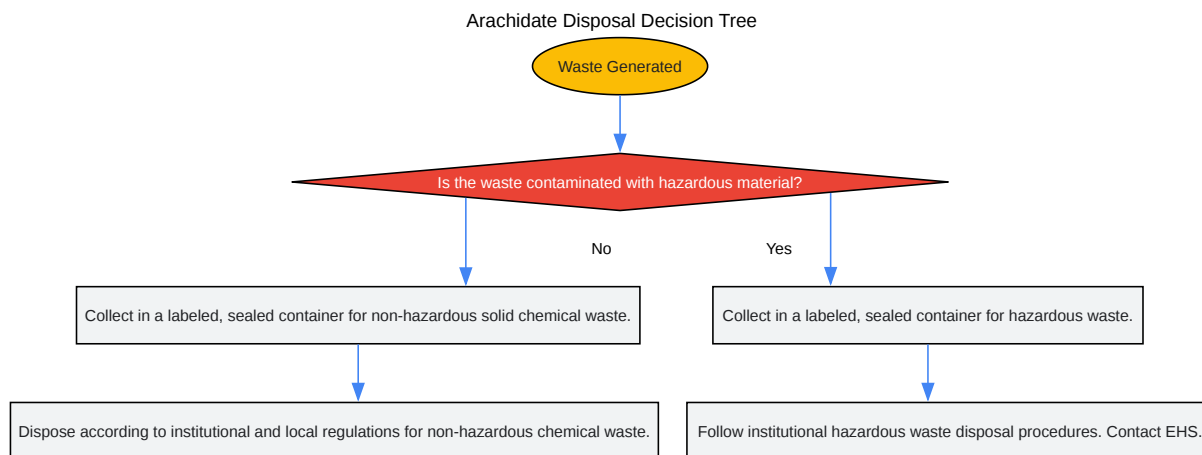 Arachidate Disposal Decision Tree
Waste Generated
Is the waste contaminated with hazardous material?
No
Yes
Collect in a labeled, sealed container for non-hazardous solid chemical waste.
Collect in a labeled, sealed container for hazardous waste.
Dispose according to institutional and local regulations for non-hazardous chemical waste.
Follow institutional hazardous waste disposal procedures. Contact EHS.